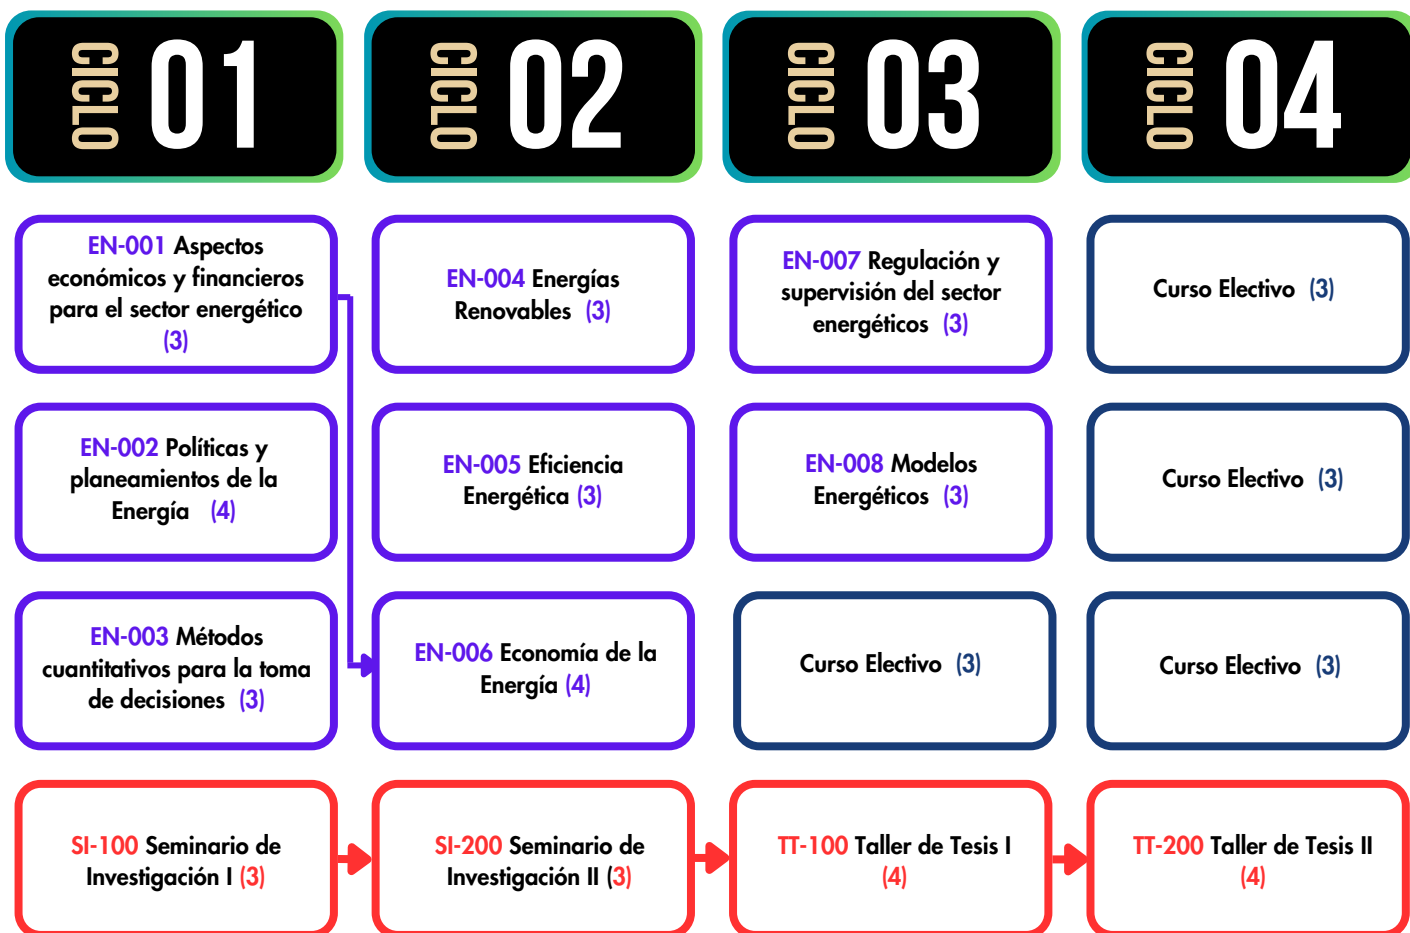 CICLO 01
CICLO 02
CICLO 03
CICLO 04
EN-001 Aspectos
económicos y financieros
para el sector energético
(3)
EN-004 Energías
Renovables (3)
EN-007 Regulación y
supervisión del sector
energéticos (3)
Curso Electivo (3)
EN-002 Políticas y
planeamientos de la
Energía (4)
EN-005 Eficiencia
Energética (3)
EN-008 Modelos
Energéticos (3)
Curso Electivo (3)
EN-003 Métodos
cuantitativos para la toma
de decisiones (3)
EN-006 Economía de la
Energía (4)
Curso Electivo (3)
Curso Electivo (3)
SI-100 Seminario de
Investigación I (3)
SI-200 Seminario de
Investigación II (3)
TT-100 Taller de Tesis I
(4)
TT-200 Taller de Tesis II
(4)